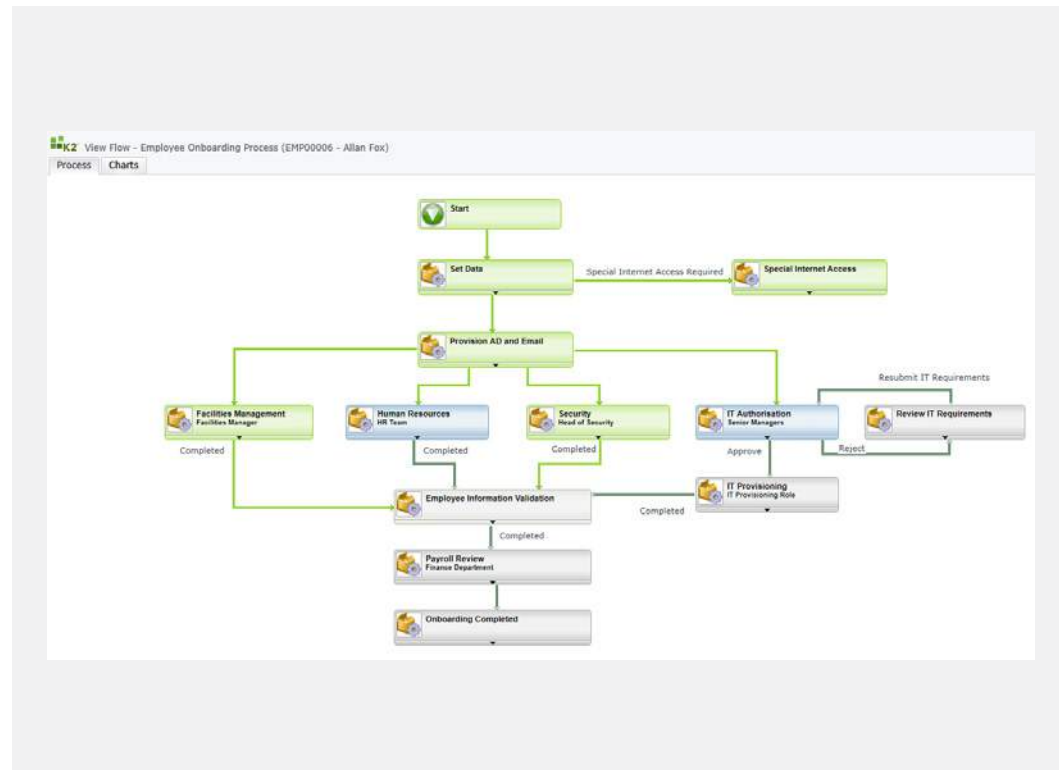 K2 View Flow - Employee Onboarding Process (EMP00006 - Allan Fox)
Process Charts
Start
Set Data
Special Internet Access Required
Special Internet Access
Provision AD and Email
Resubmit IT Requirements
Facilities Management
Facilities Manager
Human Resources
HR Team
Security
Head of Security
IT Authorisation
Senior Managers
Review IT Requirements
Completed
Completed
Completed
Approve
Reject
IT Provisioning
IT Provisioning Role
Employee Information Validation
Completed
Completed
Payroll Review
Finance Department
Onboarding Completed